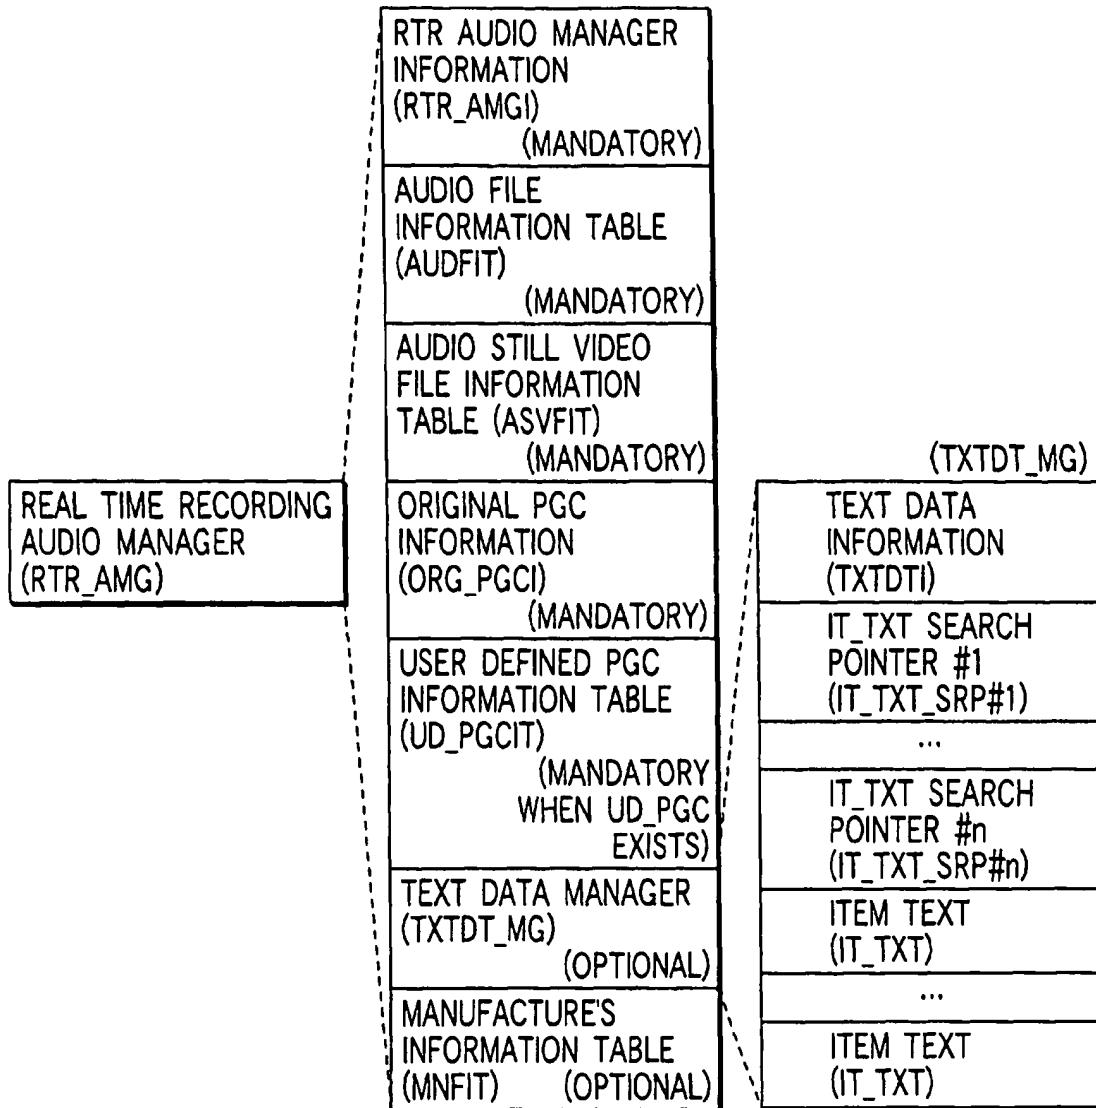 REAL TIME RECORDING
AUDIO MANAGER
(RTR_AMG)
RTR AUDIO MANAGER
INFORMATION
(RTR_AMGI)
(MANDATORY)
AUDIO FILE
INFORMATION TABLE
(AUDFIT)
(MANDATORY)
AUDIO STILL VIDEO
FILE INFORMATION
TABLE (ASVFIT)
(MANDATORY)
ORIGINAL PGC
INFORMATION
(ORG_PGCI)
(MANDATORY)
USER DEFINED PGC
INFORMATION TABLE
(UD_PGCIT)
(MANDATORY
WHEN UD_PGC
EXISTS)
TEXT DATA MANAGER
(TXTDT_MG)
(OPTIONAL)
MANUFACTURE'S
INFORMATION TABLE
(MNFIT) (OPTIONAL)
(TXTDT_MG)
TEXT DATA
INFORMATION
(TXTDTI)
IT_TXT SEARCH
POINTER #1
(IT_TXT_SRP#1)
...
IT_TXT SEARCH
POINTER #n
(IT_TXT_SRP#n)
ITEM TEXT
(IT_TXT)
...
ITEM TEXT
(IT_TXT)